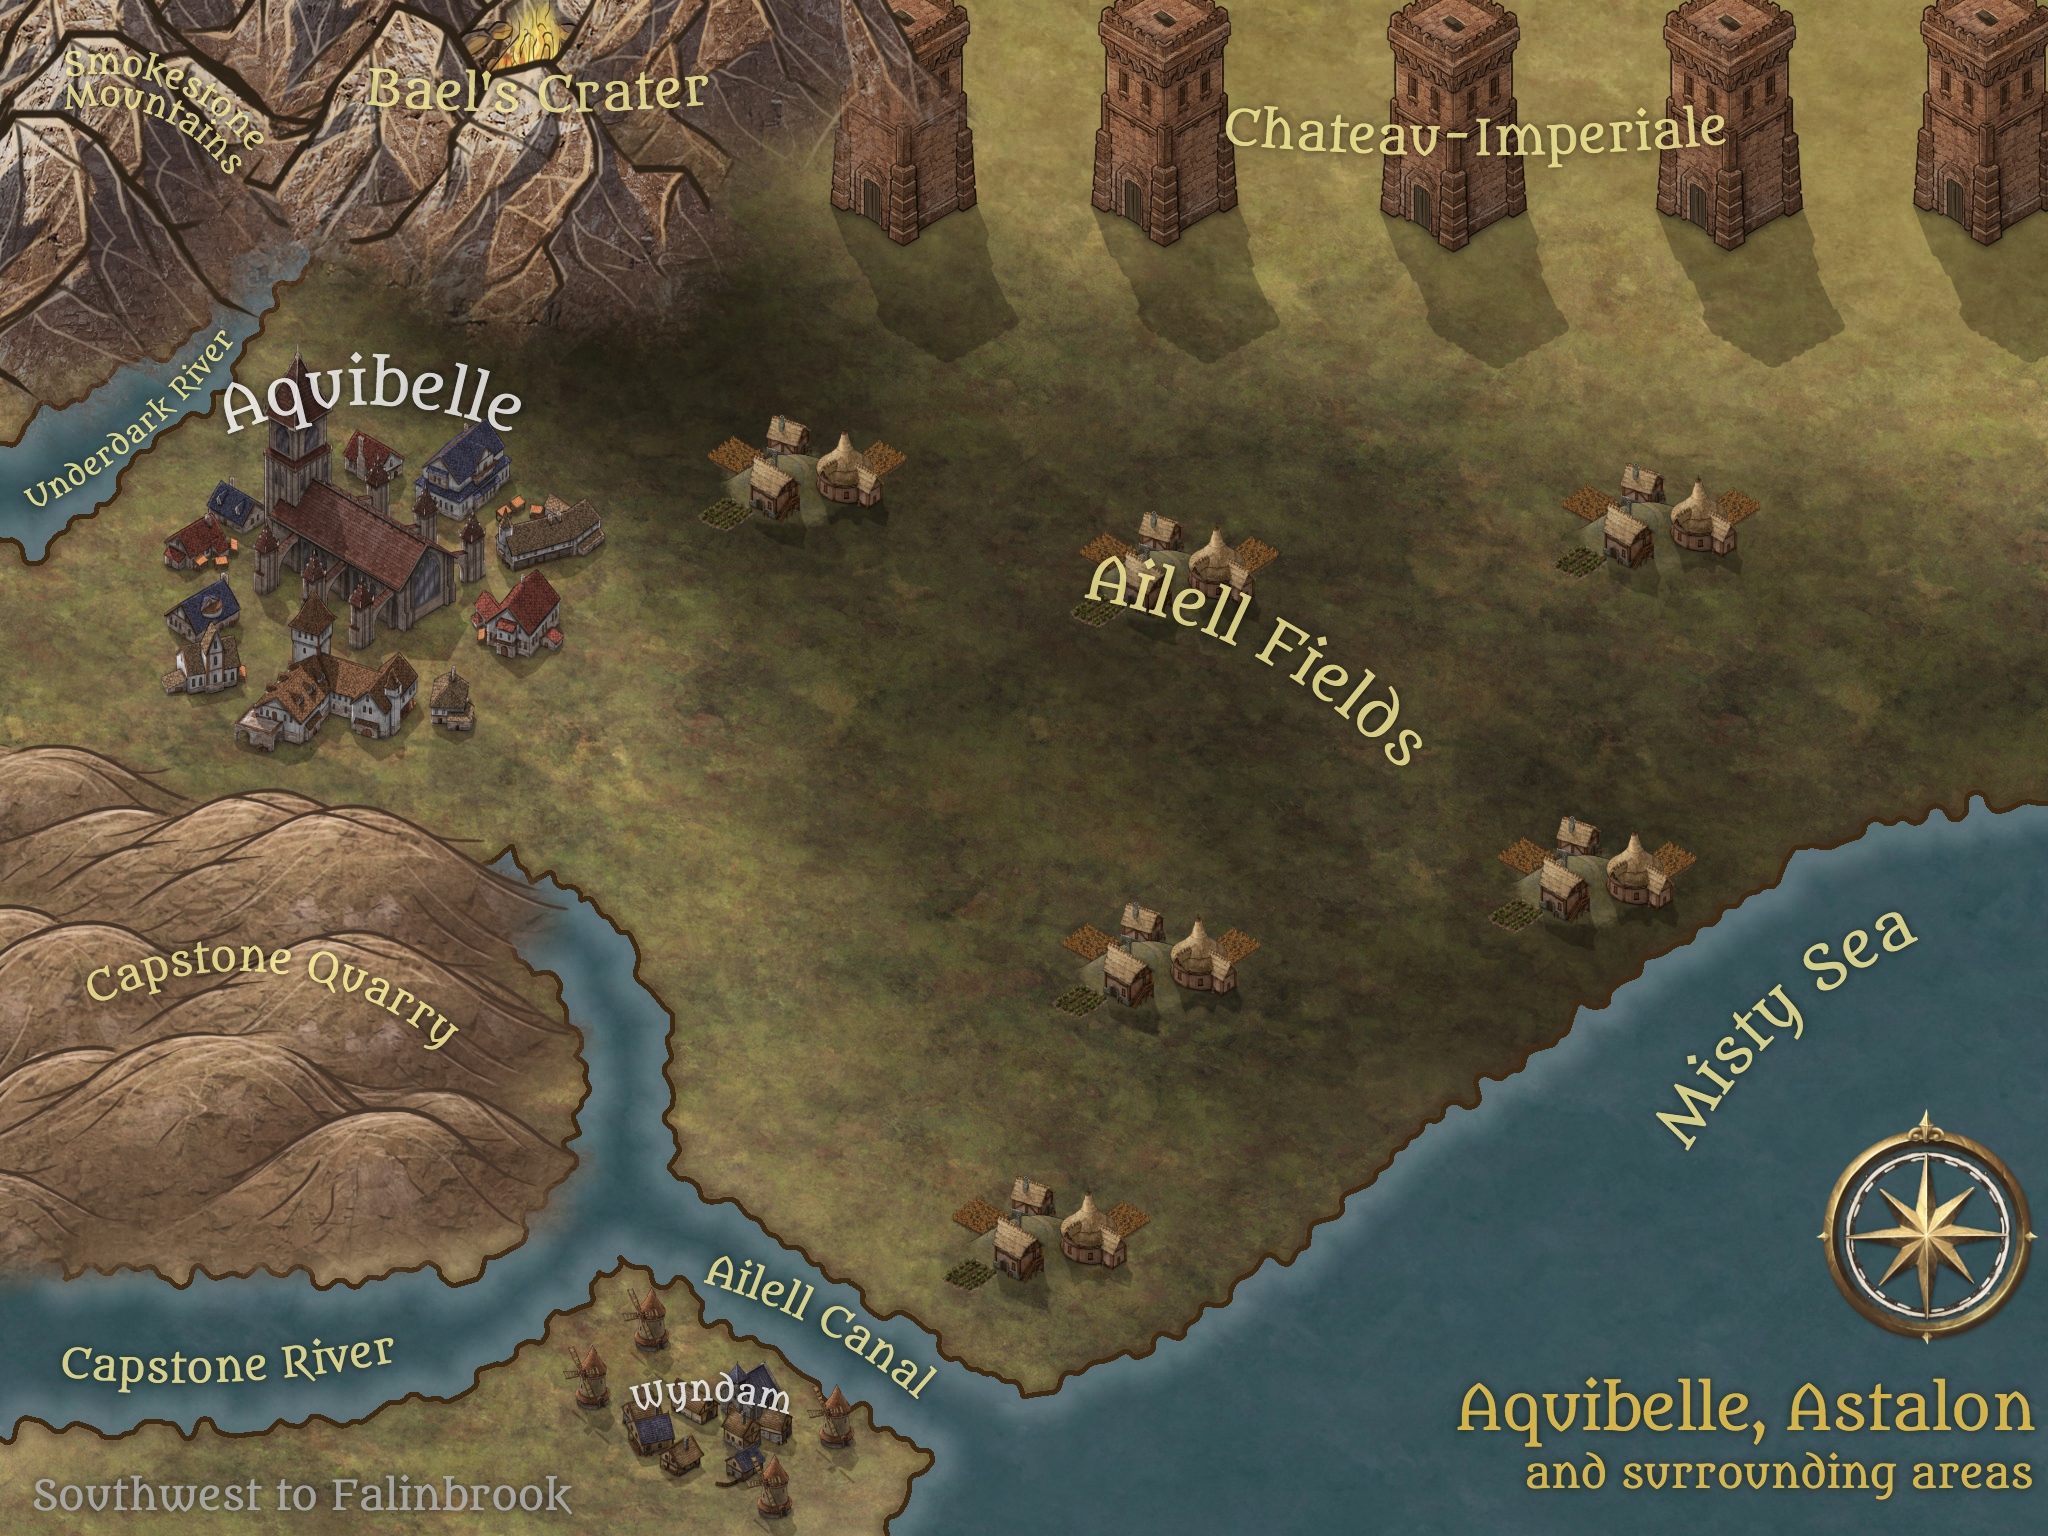 Smokestone
Mountains
Bael's Crater
Chateau-Imperiale
Underdark River
Aquibelle
Ailell Fields
Capstone Quarry
Misty Sea
Ailell Canal
Capstone River
Wyndam
Aquibelle, Astalon
and surrounding areas
Southwest to Falinbrook